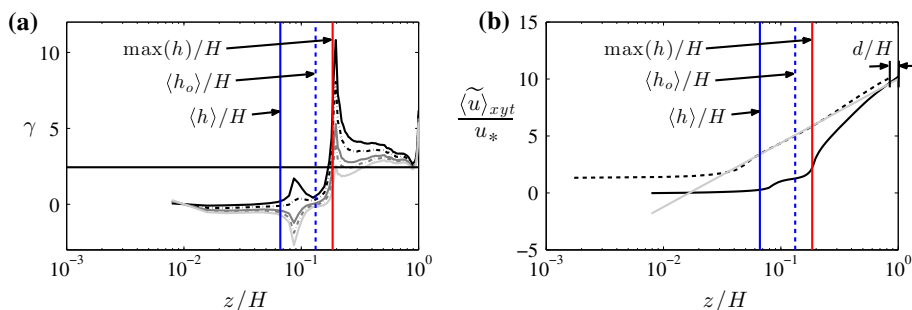 (a)
10
5
0
γ
max(h)/H
⟨h_o⟩/H
⟨h⟩/H
10^−3
10^−2
10^−1
10^0
z/H
(b)
15
10
5
0
−5
⟨ũ⟩_xyt
u_*
max(h)/H
⟨h_o⟩/H
⟨h⟩/H
d/H
10^−3
10^−2
10^−1
10^0
z/H